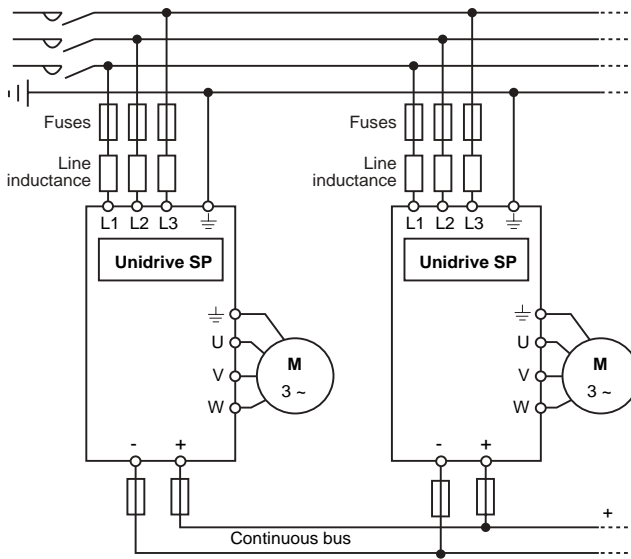 Fuses
Fuses
Line
inductance
Line
inductance
L1 L2 L3
L1 L2 L3
Unidrive SP
Unidrive SP
U
V
W
M
3 ~
U
V
W
M
3 ~
- +
- +
+
Continuous bus